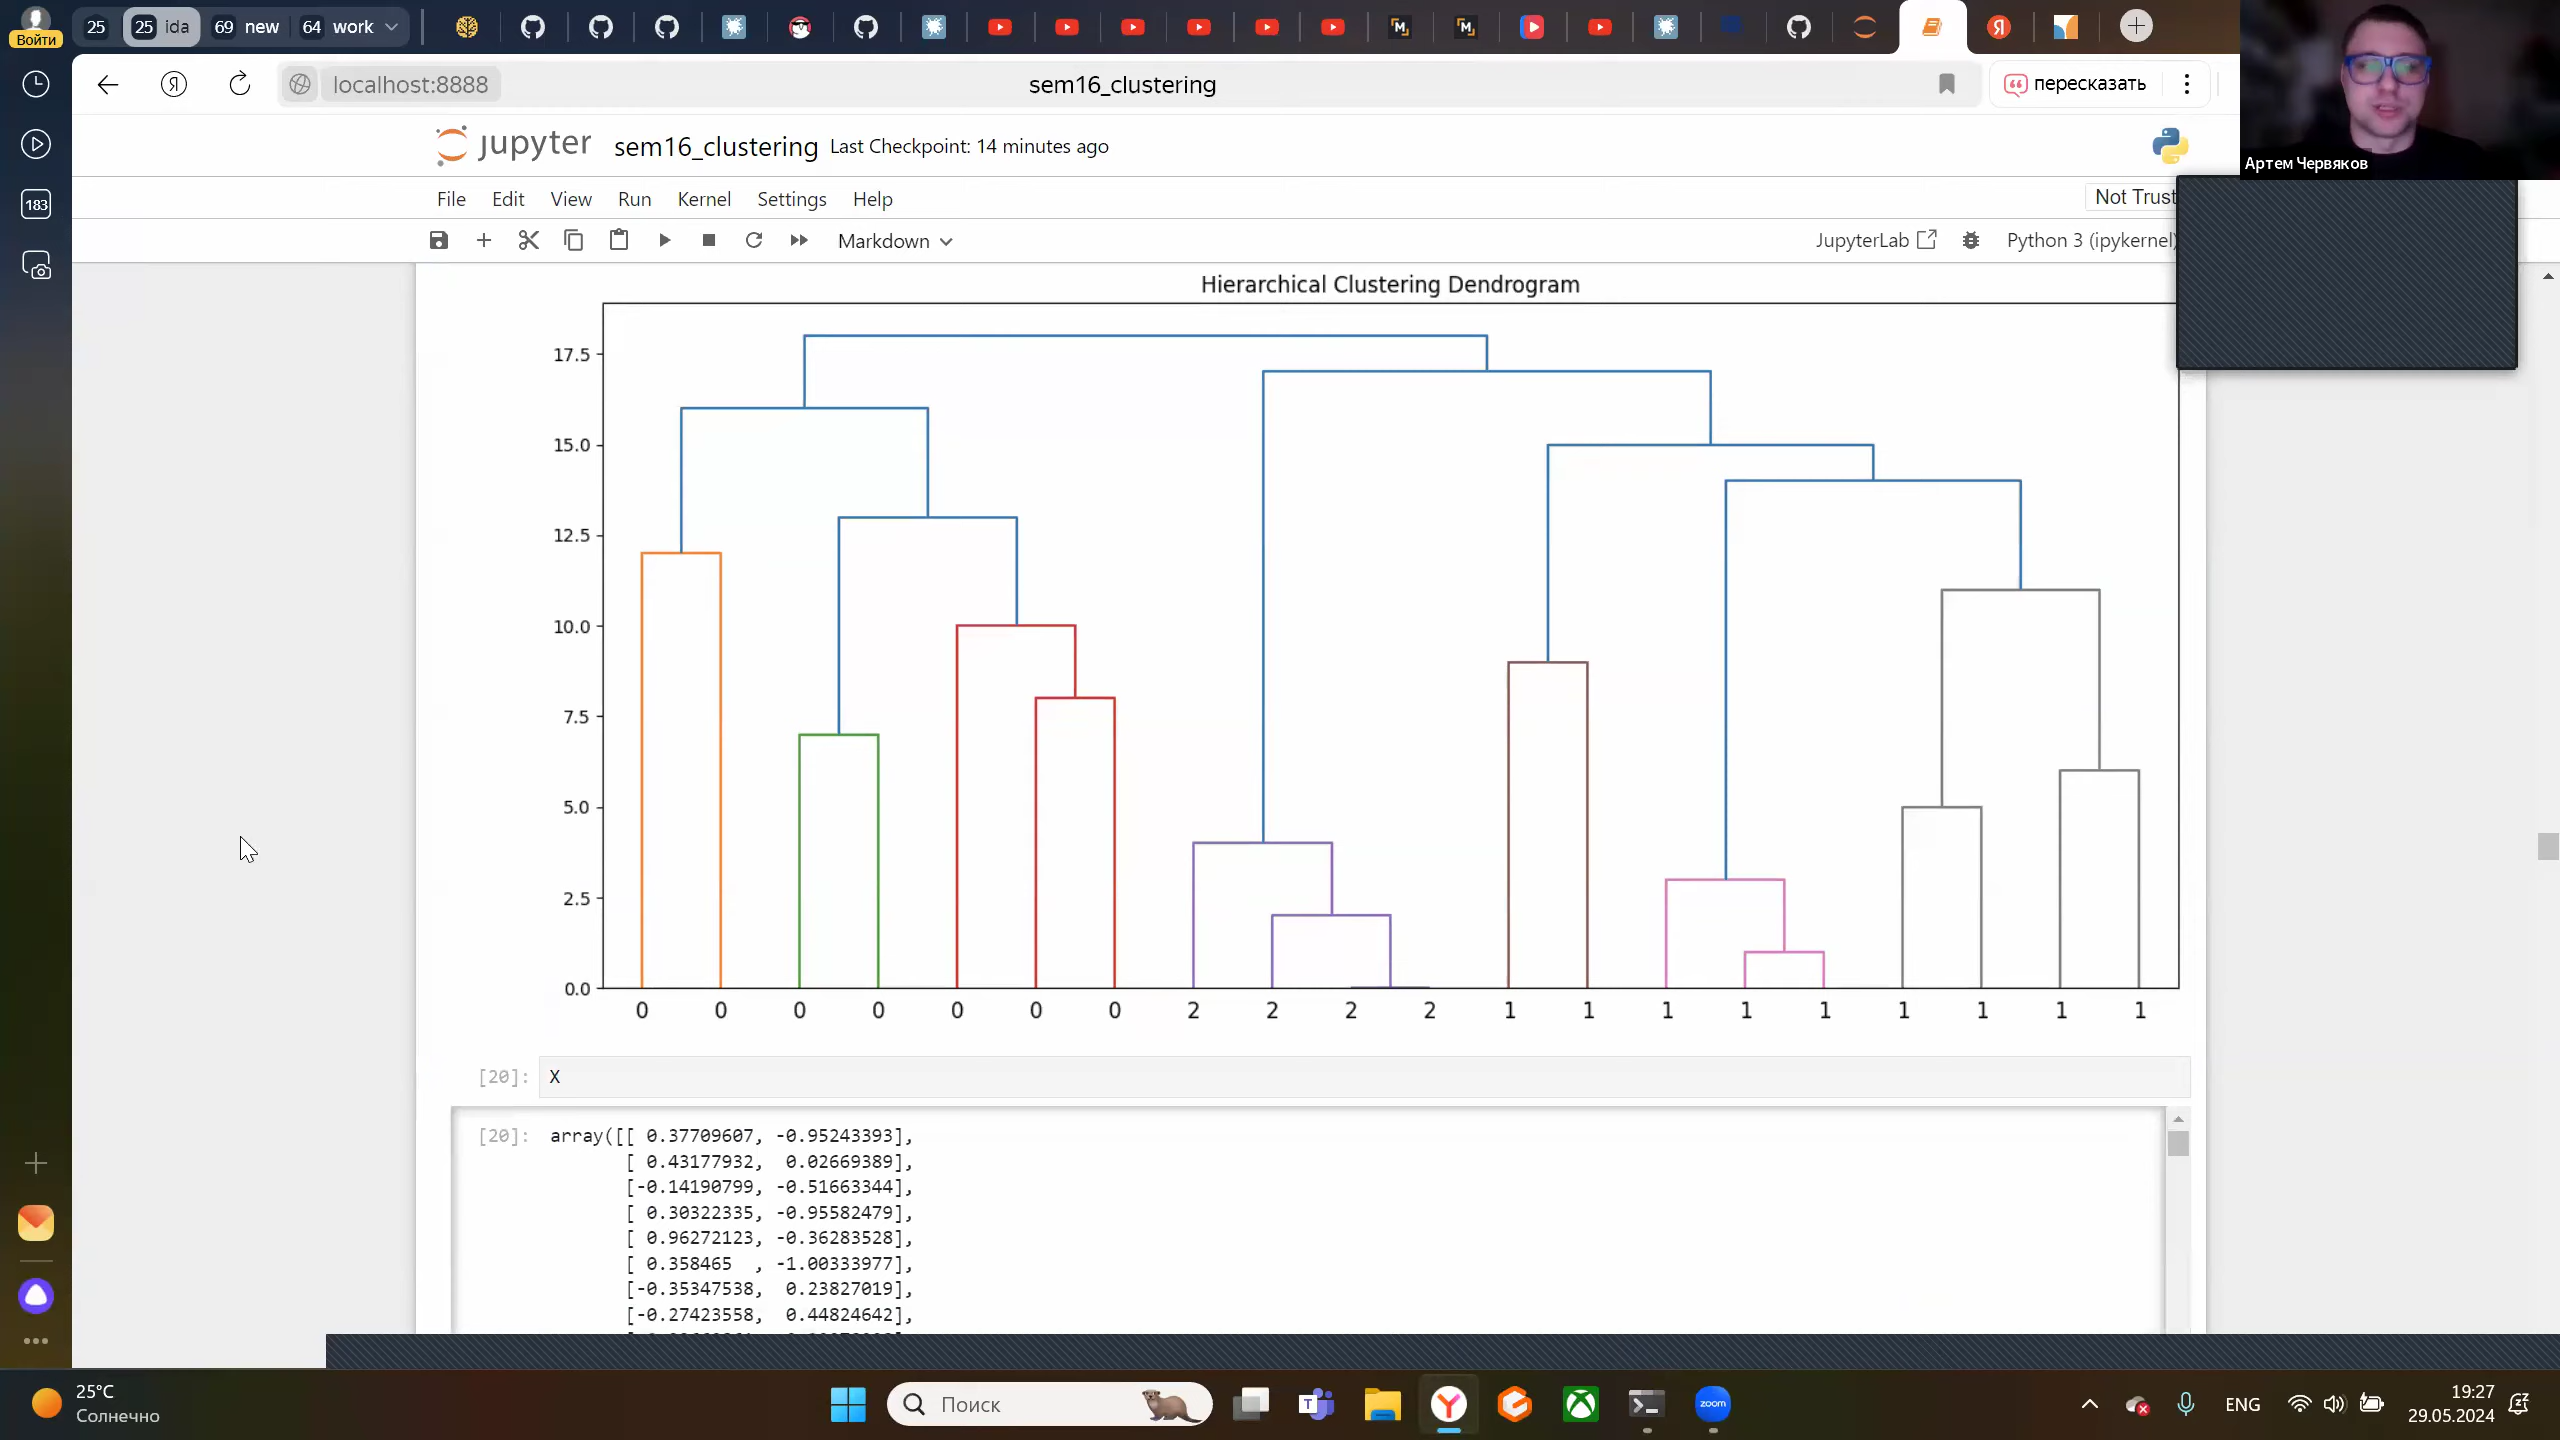 Войти
25
25 ida
69 new
64 work
localhost:8888
sem16_clustering
пересказать
183
jupyter
sem16_clustering
Last Checkpoint: 14 minutes ago
Артем Червяков
File
Edit
View
Run
Kernel
Settings
Help
Not Trust
Markdown
JupyterLab
Python 3 (ipykernel)
Hierarchical Clustering Dendrogram
17.5
15.0
12.5
10.0
7.5
5.0
2.5
0.0
0 0 0 0 0 0 0 2 2 2 2 1 1 1 1 1 1 1 1 1
[20]: X
[20]: array([[ 0.37709607, -0.95243393],
[ 0.43177932, 0.02669389],
[-0.14190799, -0.51663344],
[ 0.30322335, -0.95582479],
[ 0.96272123, -0.36283528],
[ 0.358465 , -1.00333977],
[-0.35347538, 0.23827019],
[-0.27423558, 0.44824642],
25°C
Солнечно
Поиск
zoom
ENG
19:27
29.05.2024